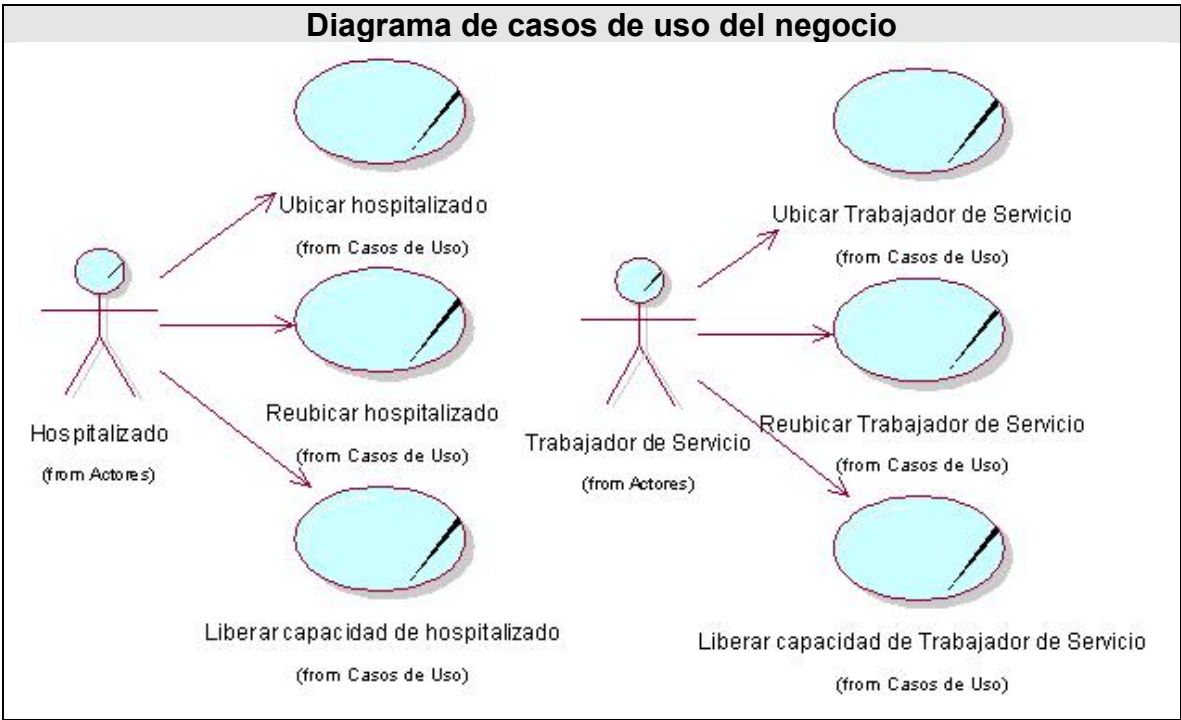 Diagrama de casos de uso del negocio
Ubicar hospitalizado
(from Casos de Uso)
Hospitalizado
(from Actores)
Reubicar hospitalizado
(from Casos de Uso)
Liberar capacidad de hospitalizado
(from Casos de Uso)
Ubicar Trabajador de Servicio
(from Casos de Uso)
Trabajador de Servicio
(from Actores)
Reubicar Trabajador de Servicio
(from Casos de Uso)
Liberar capacidad de Trabajador de Servicio
(from Casos de Uso)